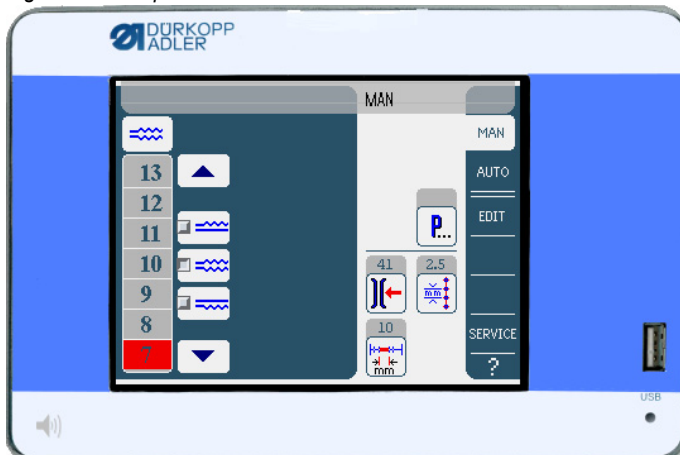 DÜRKOPP
ADLER
MAN
MAN
13
AUTO
12
EDIT
11
P...
10
41
2.5
mm
9
8
10
SERVICE
7
mm
?
USB